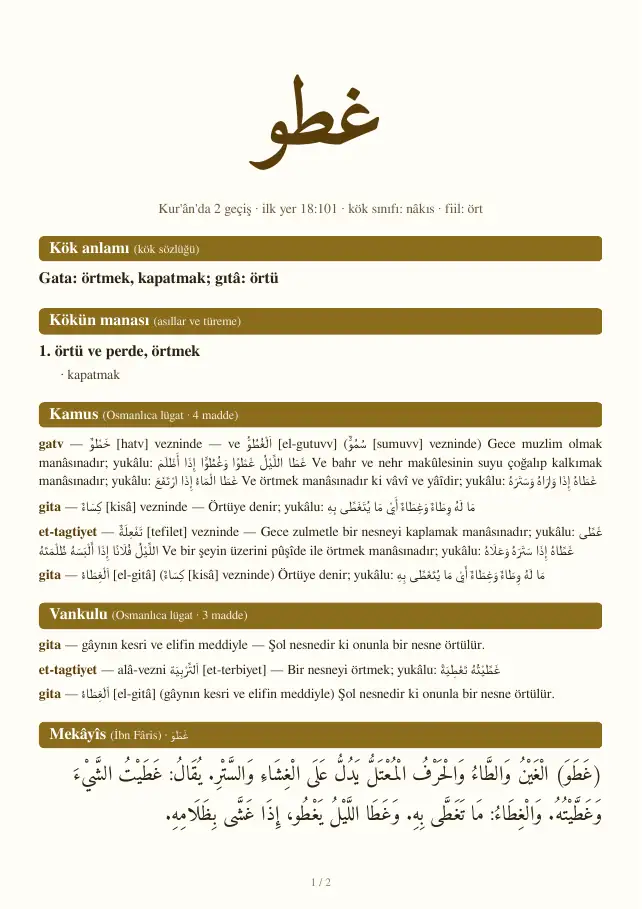 غطو
Kur'ân'da 2 geçiş · ilk yer 18:101 · kök sınıfı: nâkıs · fiil: ört
Kök anlamı (kök sözlüğü)
Gata: örtmek, kapatmak; gıtâ: örtü
Kökün manası (asıllar ve türeme)
1. örtü ve perde, örtmek
· kapatmak
Kamus (Osmanlıca lügat · 4 madde)
gatv — خَطْوٌ [hatv] vezninde — ve اَلْغُطُوُّ [el-gutuvv] (سُمُوٌّ [sumuvv] vezninde) Gece muzlim olmak
manâsınadır; yukâlu: غَطَا اللَّيْلُ غَطْوًا وَغُطُوًّا إِذَا أَظْلَمَ Ve bahr ve nehr makûlesinin suyu çoğalıp kalkmak
manâsınadır; yukâlu: غَطَا الْمَاءُ إِذَا ارْتَفَعَ Ve örtmek manâsınadır ki vâvî ve yâîdir; yukâlu: غَطَاهُ إِذَا وَارَاهُ وَسَتَرَهُ
gita — كِسَاءٌ [kisâ] vezninde — Örtüye denir; yukâlu: مَا لَهُ وِطَاءٌ وَغِطَاءٌ أَيْ مَا يُتَغَطَّى بِهِ
et-tagtiyet — تَفْعِلَةٌ [tefilet] vezninde — Gece zulmetle bir nesneyi kaplamak manâsınadır; yukâlu: غَطَّى
اللَّيْلُ فُلَانًا إِذَا أَلْبَسَهُ ظُلْمَتَهُ Ve bir şeyin üzerini pûşîde ile örtmek manâsınadır; yukâlu: غَطَّاهُ إِذَا سَتَرَهُ وَعَلَاهُ
gita — اَلْغِطَاءُ [el-gita] (كِسَاءٌ [kisâ] vezninde) Örtüye denir; yukâlu: مَا لَهُ وِطَاءٌ وَغِطَاءٌ أَيْ مَا يُتَغَطَّى بِهِ
Vankulu (Osmanlıca lügat · 3 madde)
gita — gâynın kesri ve elifin meddiyle — Şol nesnedir ki onunla bir nesne örtülür.
et-tagtiyet — alâ-vezni اَلتَّرْبِيَة [et-terbiyet] — Bir nesneyi örtmek; yukâlu: غَطَّيْتُهُ تَغْطِيَةً
gita — اَلْغِطَاءُ [el-gitâ] (gâynın kesri ve elifin meddiyle) Şol nesnedir ki onunla bir nesne örtülür.
Mekâyîs (İbn Fâris) · غَطَوَ
(غَطَوَ) الْغَيْنُ وَالطَّاءُ وَالْحَرْفُ الْمُعْتَلُّ يَدُلُّ عَلَى الْغِشَاءِ وَالسَّتْرِ. يُقَالُ: غَطَيْتُ الشَّيْءَ
وَغَطَّيْتُهُ. وَالْغِطَاءُ: مَا تَغَطَّى بِهِ. وَغَطَا اللَّيْلُ يَغْطُو، إِذَا غَشَّى بِظَلَامِهِ.
1 / 2